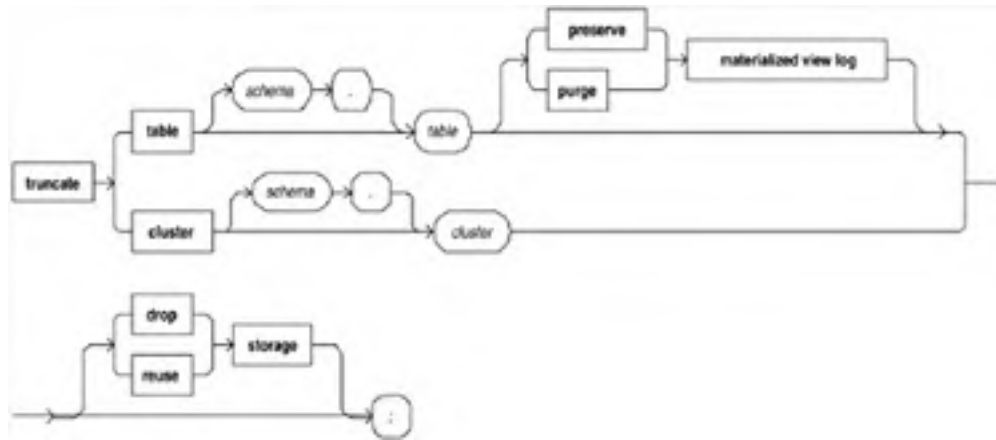 preserve
materialized view log
schema .
purge
table
table
truncate
schema .
cluster
cluster
drop
storage
reuse
;